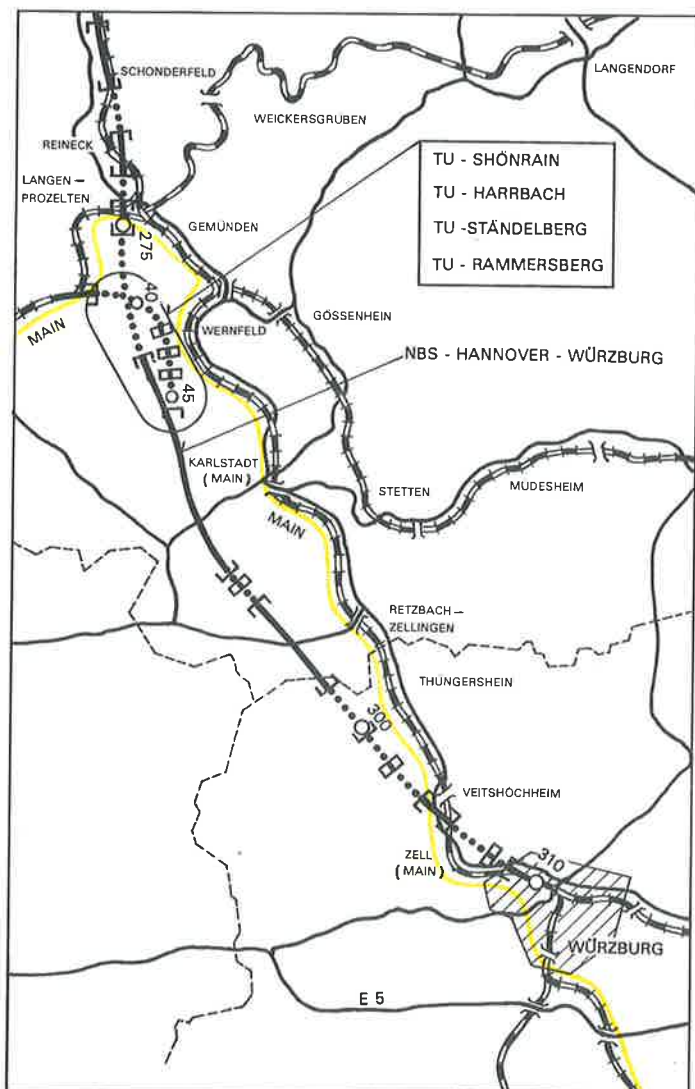 SCHONDERFELD
LANGENDORF
WEICKERSGRUBEN
REINECK
LANGEN-
PROZELTEN
TU - SHÖNRAIN
TU - HARRBACH
TU -STÄNDELBERG
TU - RAMMERSBERG
GEMÜNDEN
275
40
GÖSSENHEIN
WERNFELD
MAIN
NBS - HANNOVER - WÜRZBURG
45
KARLSTADT
(MAIN)
STETTEN
MÜDESHEIM
MAIN
RETZBACH-
ZELLINGEN
THÜNGERSHEIN
300
VEITSHÖCHHEIM
ZELL
(MAIN)
310
WÜRZBURG
E 5